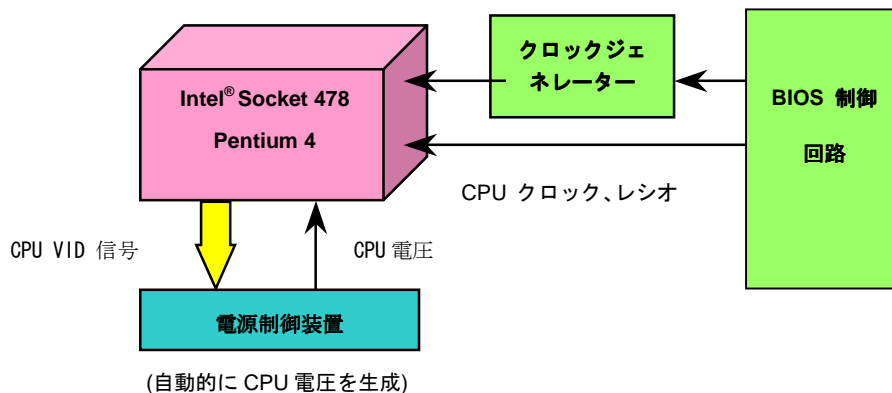 Intel® Socket 478
Pentium 4
クロックジェ
ネレーター
BIOS 制御
回路
CPU クロック、レシオ
CPU VID 信号
CPU 電圧
電源制御装置
(自動的に CPU 電圧を生成)